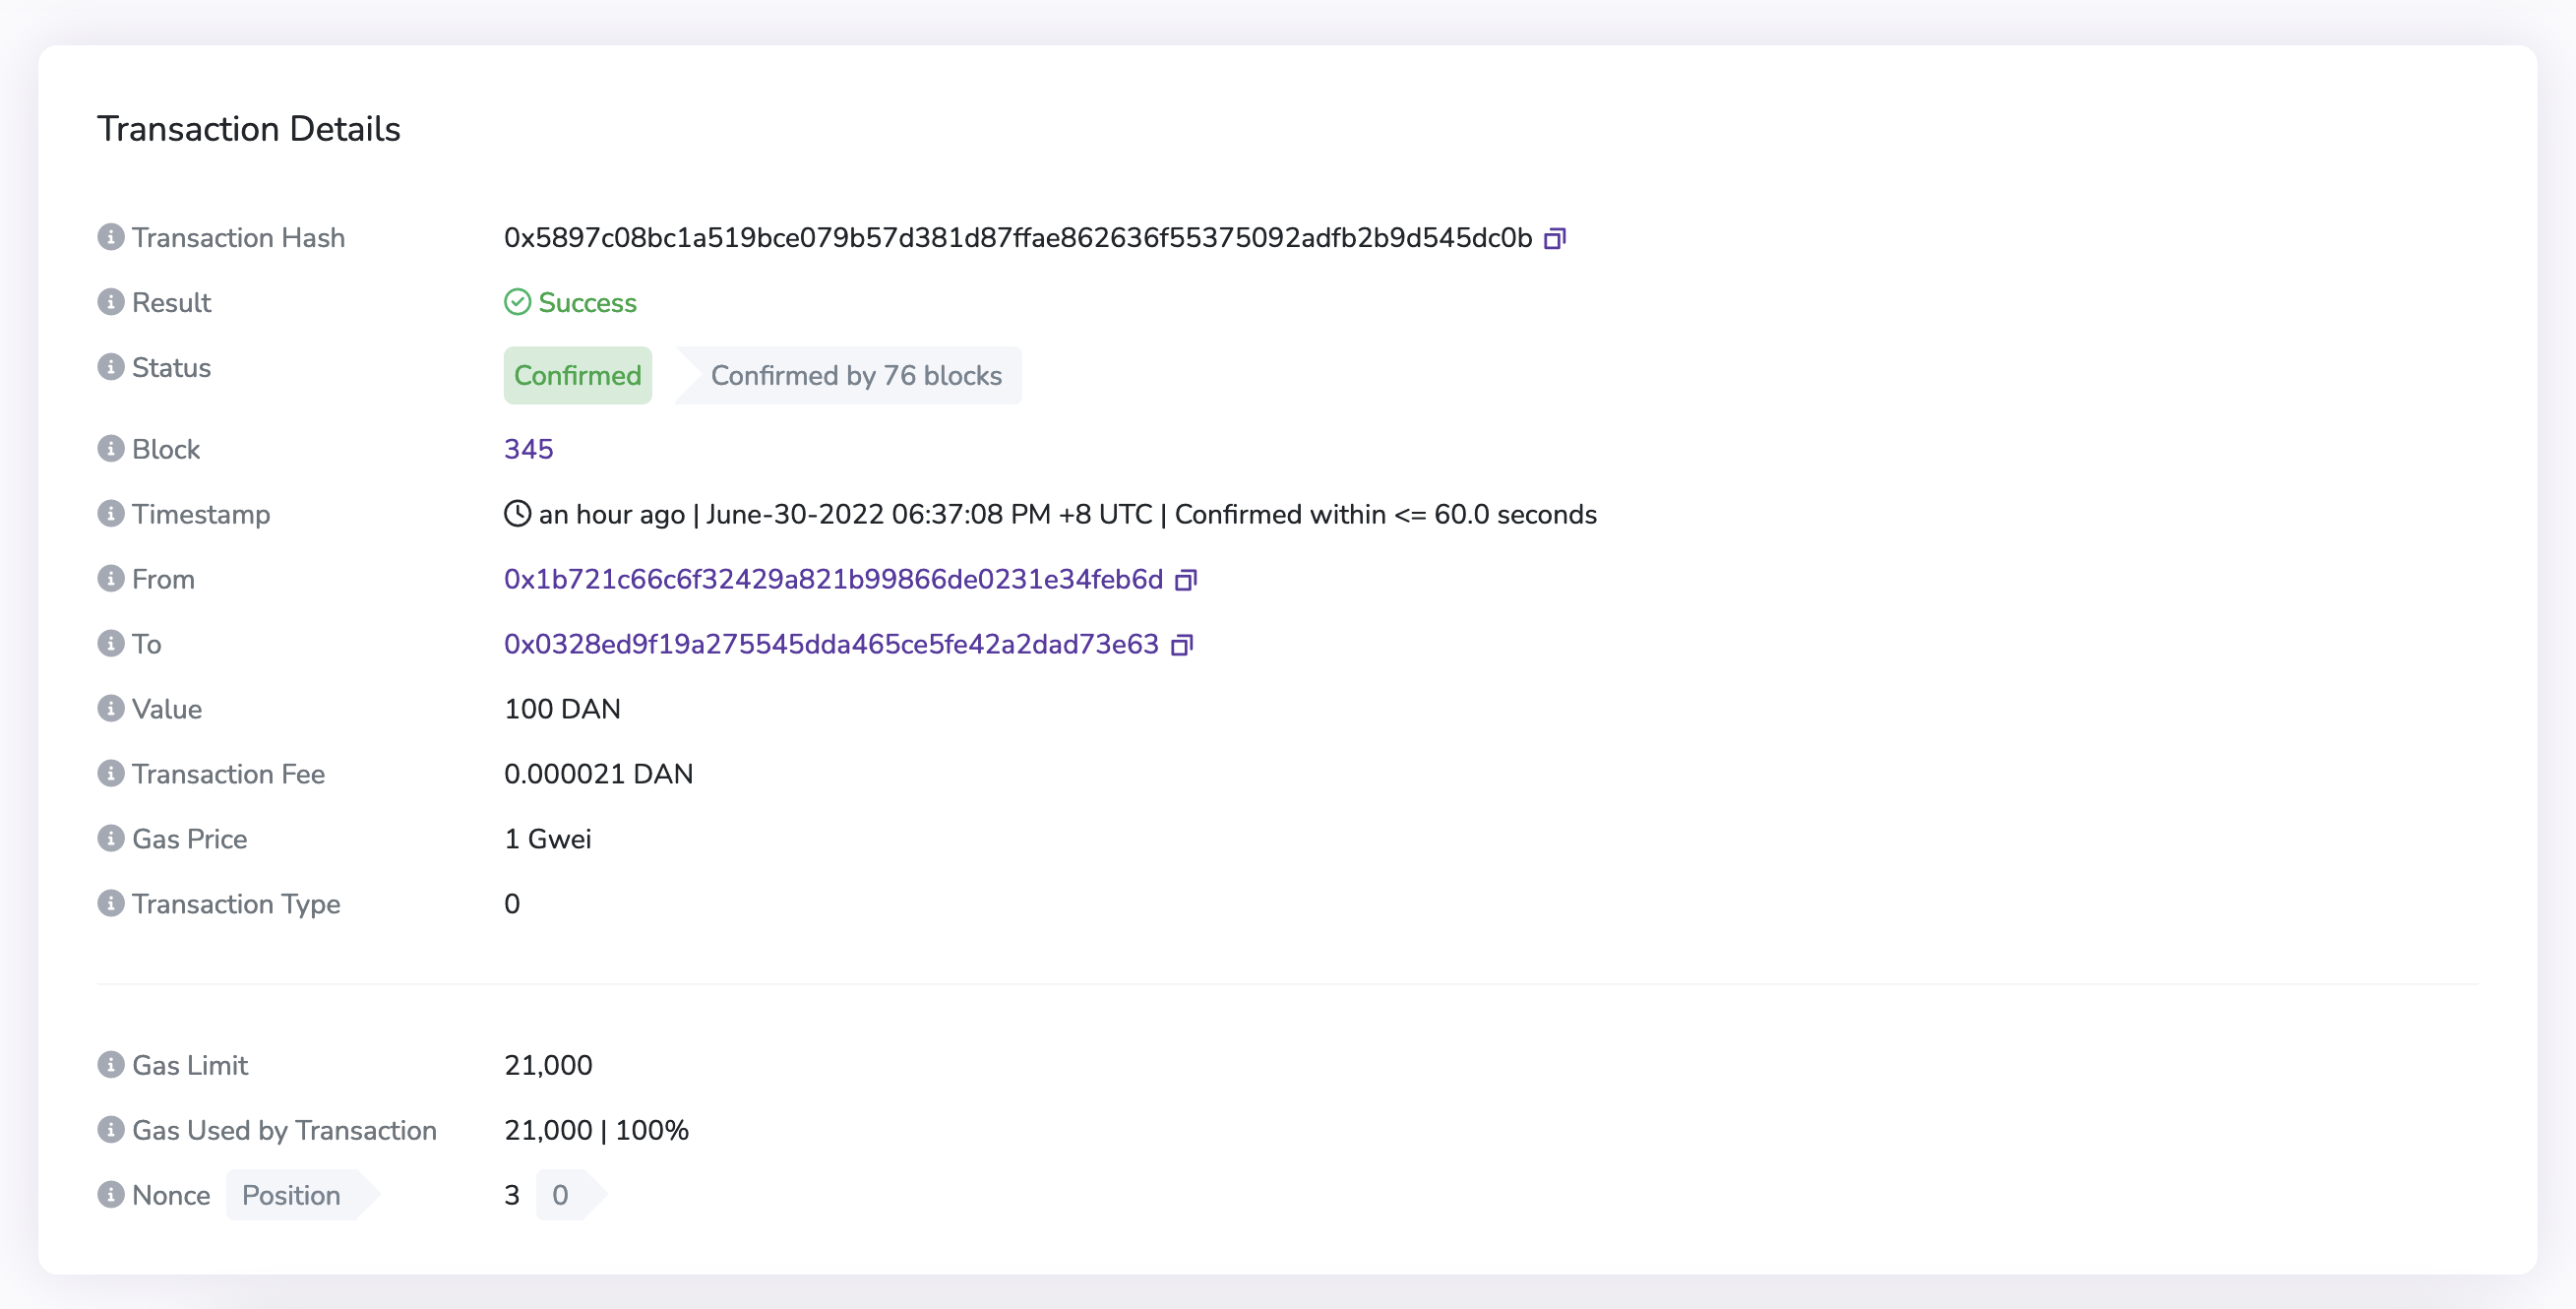 Transaction Details
Transaction Hash 0x5897c08bc1a519bce079b57d381d87ffae862636f55375092adfb2b9d545dc0b
Result Success
Status Confirmed Confirmed by 76 blocks
Block 345
Timestamp an hour ago | June-30-2022 06:37:08 PM +8 UTC | Confirmed within <= 60.0 seconds
From 0x1b721c66c6f32429a821b99866de0231e34feb6d
To 0x0328ed9f19a275545dda465ce5fe42a2dad73e63
Value 100 DAN
Transaction Fee 0.000021 DAN
Gas Price 1 Gwei
Transaction Type 0
Gas Limit 21,000
Gas Used by Transaction 21,000 | 100%
Nonce Position 3 0